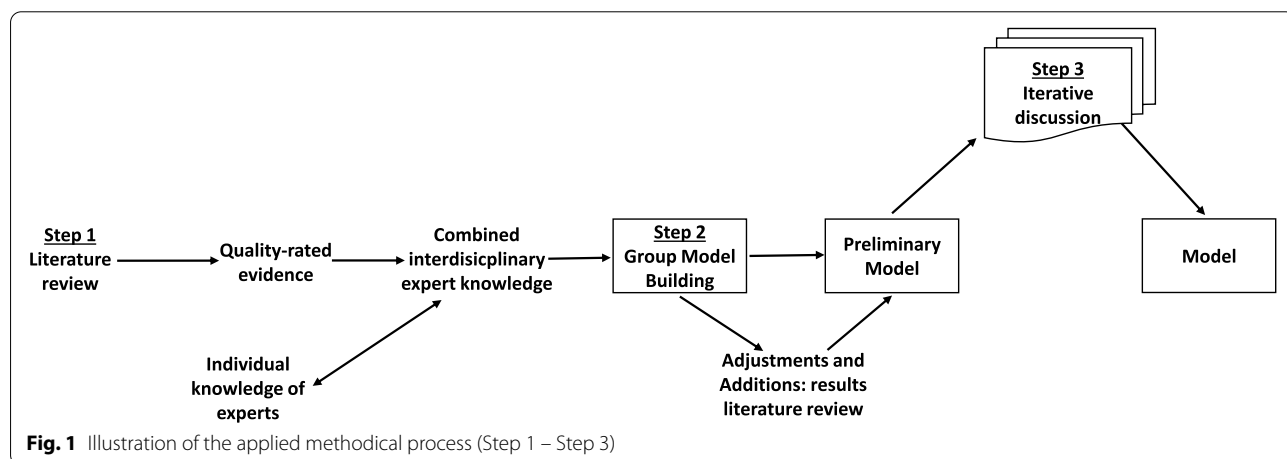 Step 1
Literature
review
Quality-rated
evidence
Individual
knowledge of
experts
Combined
interdisicplinary
expert knowledge
Step 2
Group Model
Building
Adjustments and
Additions: results
literature review
Preliminary
Model
Step 3
Iterative
discussion
Model
Fig. 1 Illustration of the applied methodical process (Step 1 – Step 3)